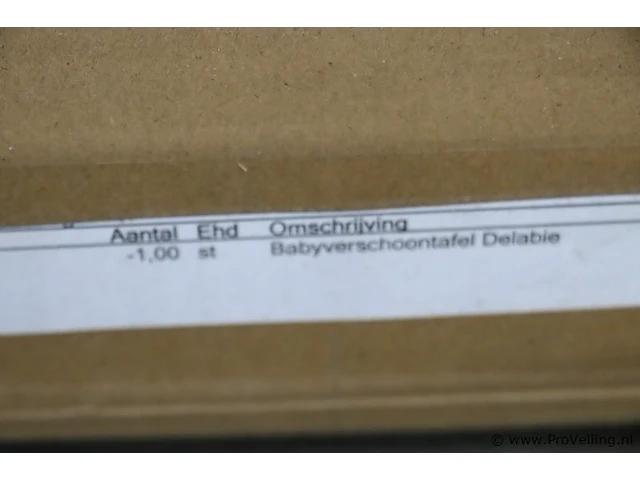 Aantal Ehd Omschrijving
-1,00 st Babyverschoontafel Delabie
© www.ProVeiling.nl